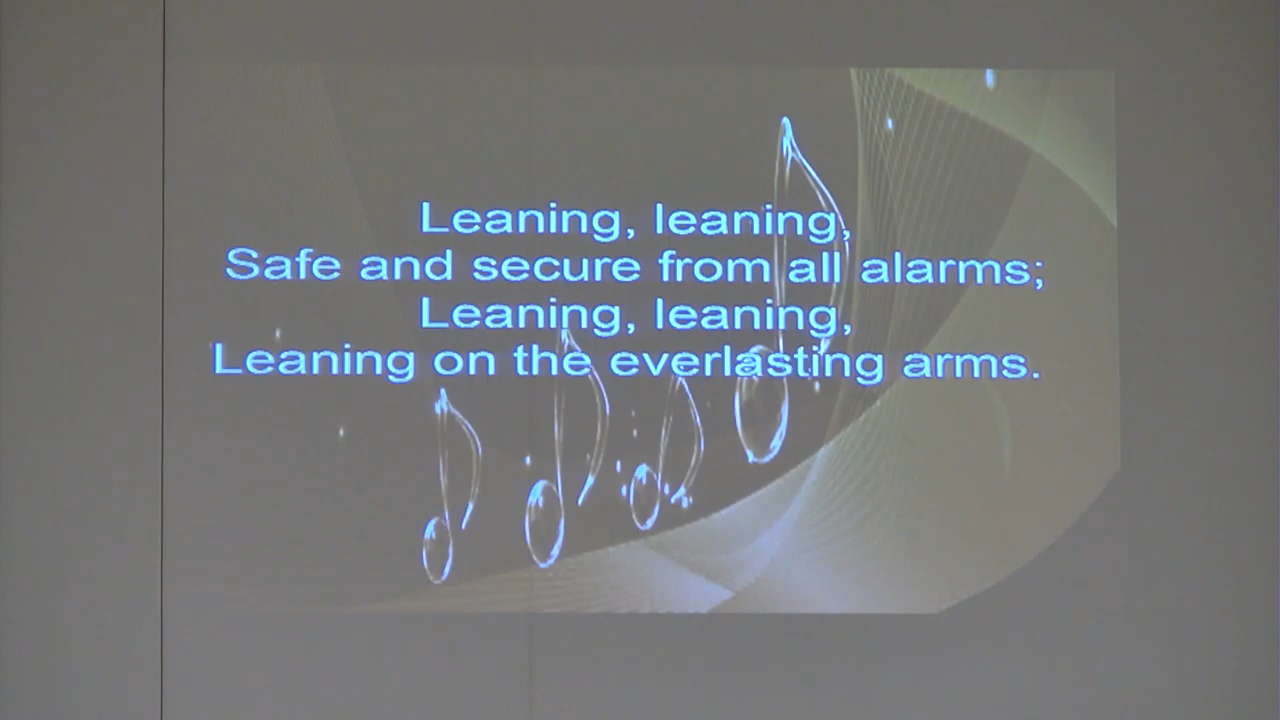 Leaning, leaning,
Safe and secure from all alarms;
Leaning, leaning,
Leaning on the everlasting arms.